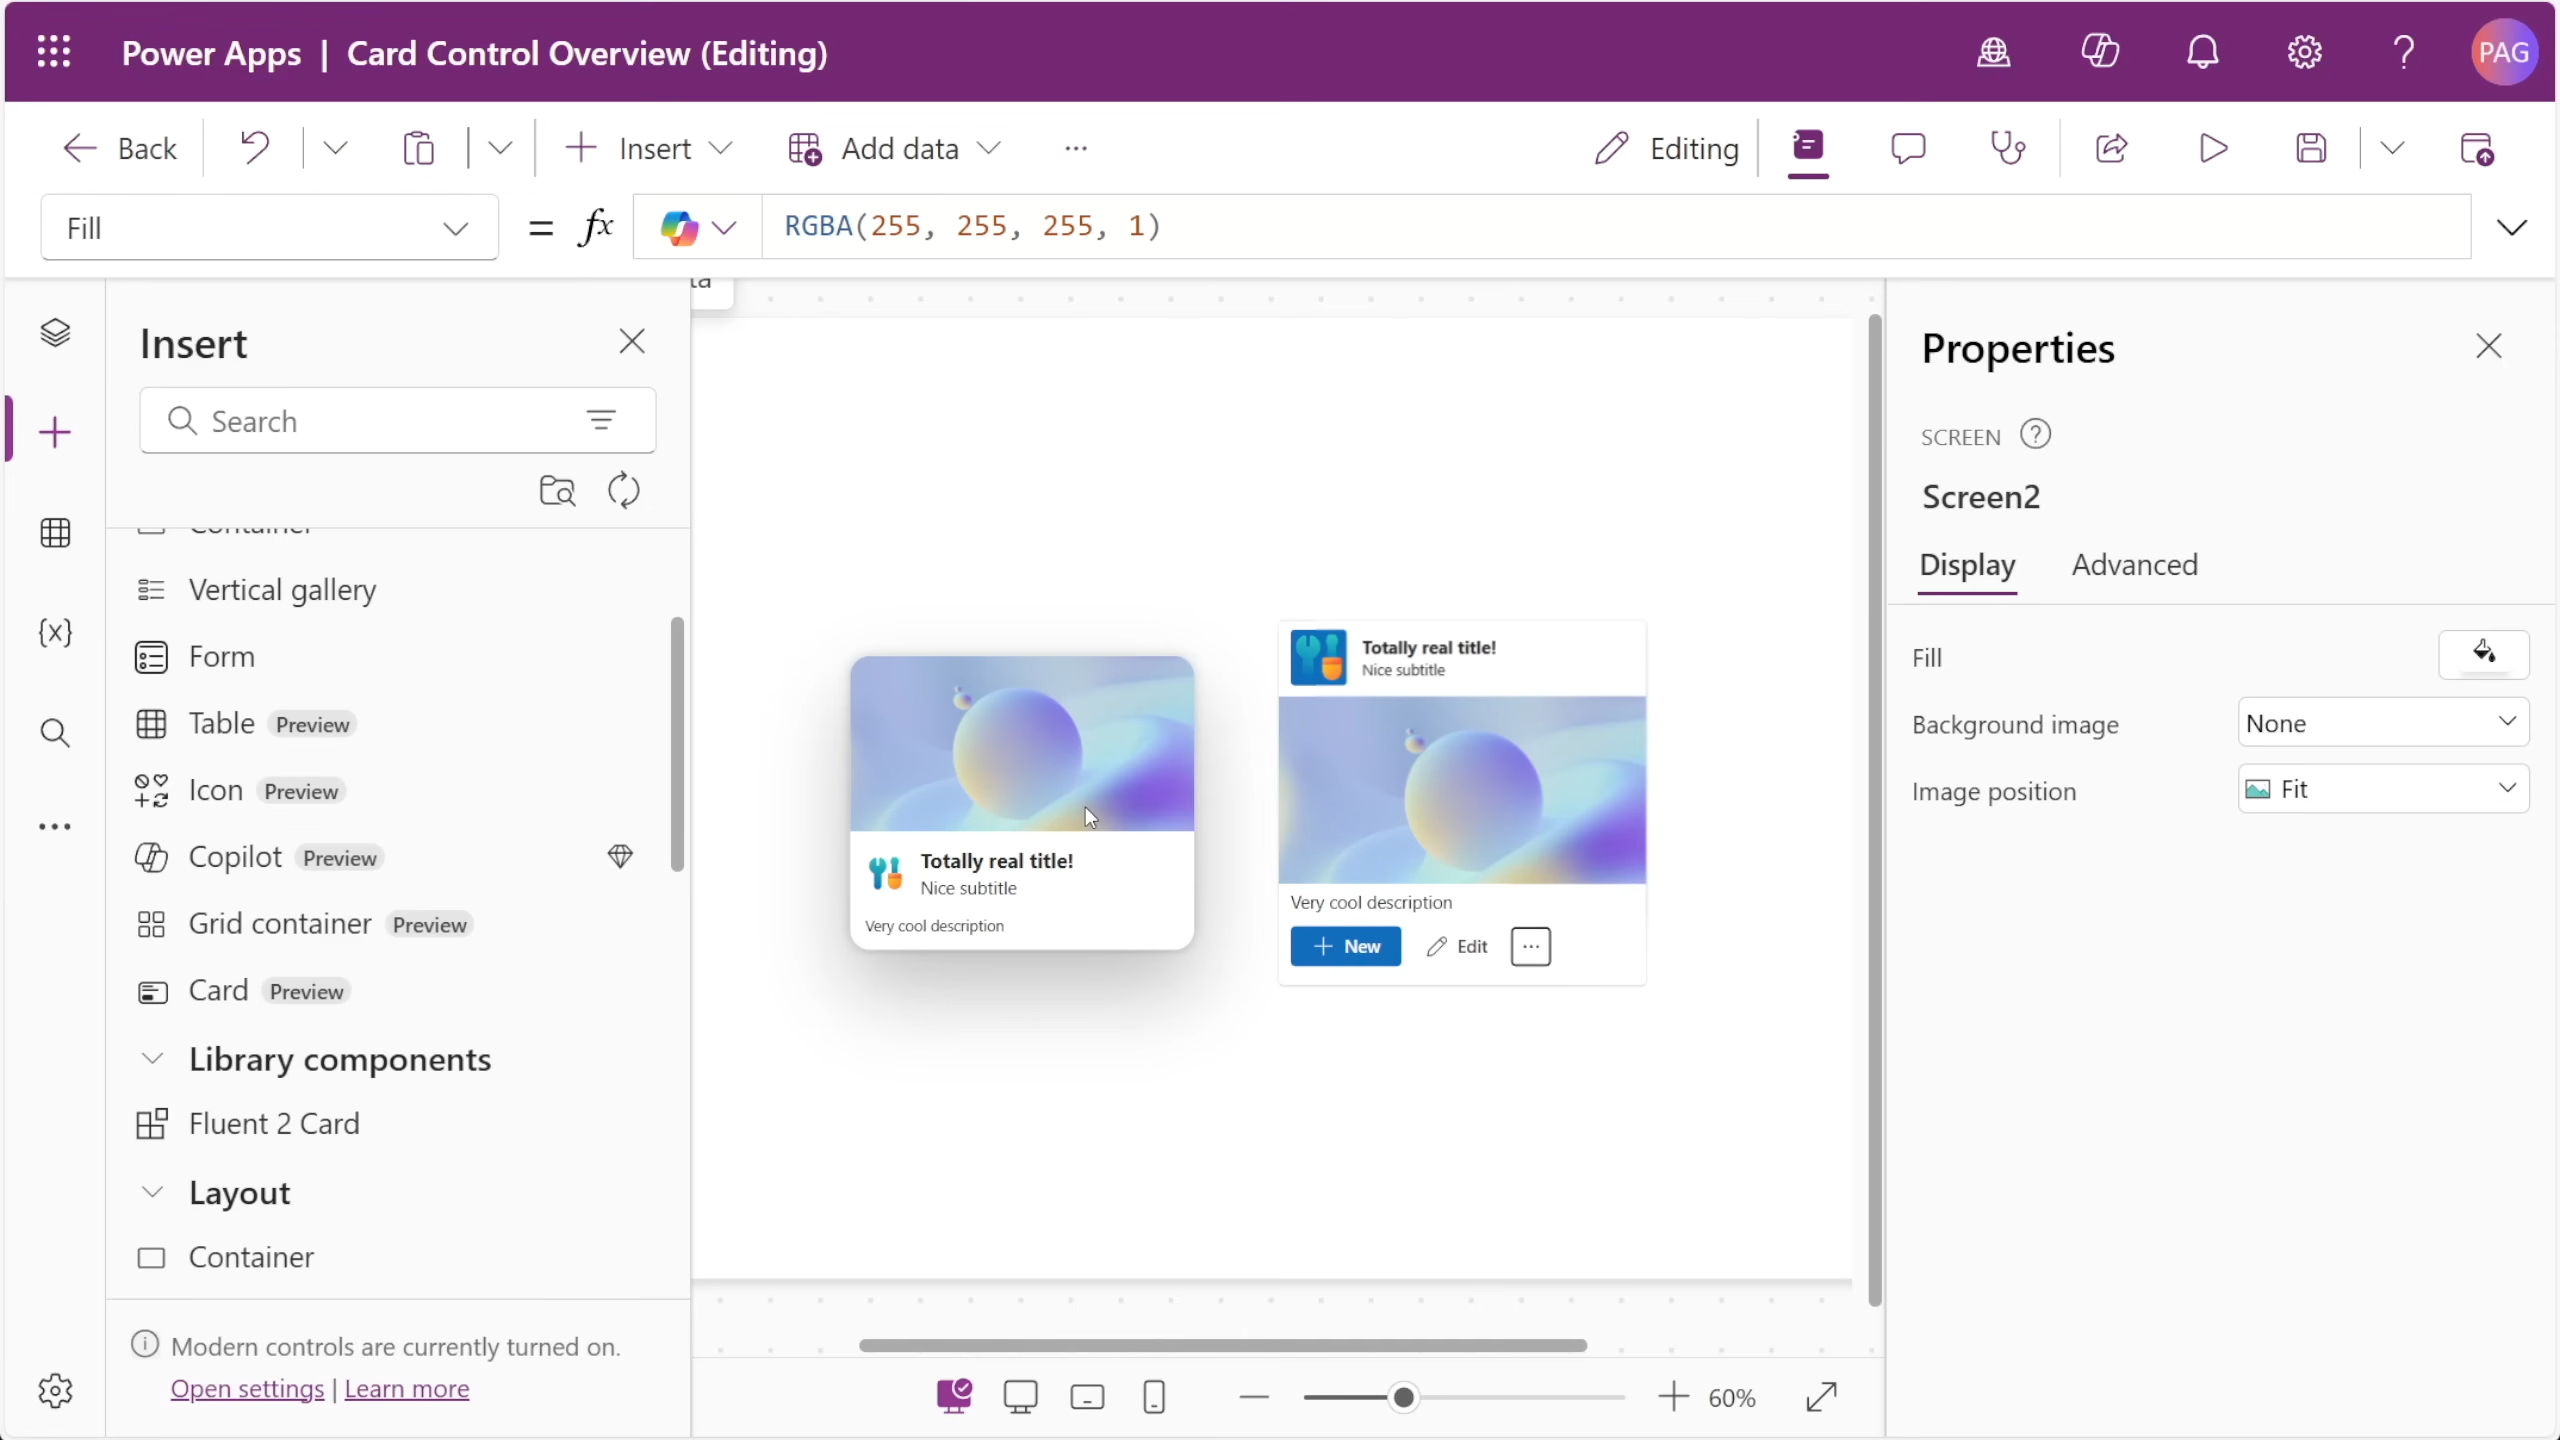 Power Apps | Card Control Overview (Editing)
PAG
Back
Insert
Add data
...
Editing
Fill
= fx
RGBA(255, 255, 255, 1)
ta
Insert
Search
Container
Vertical gallery
Form
Table Preview
Icon Preview
Copilot Preview
Grid container Preview
Card Preview
Library components
Fluent 2 Card
Layout
Container
Modern controls are currently turned on.
Open settings | Learn more
Totally real title!
Nice subtitle
Very cool description
Totally real title!
Nice subtitle
Very cool description
New
Edit
...
60%
Properties
SCREEN
Screen2
Display
Advanced
Fill
Background image
None
Image position
Fit